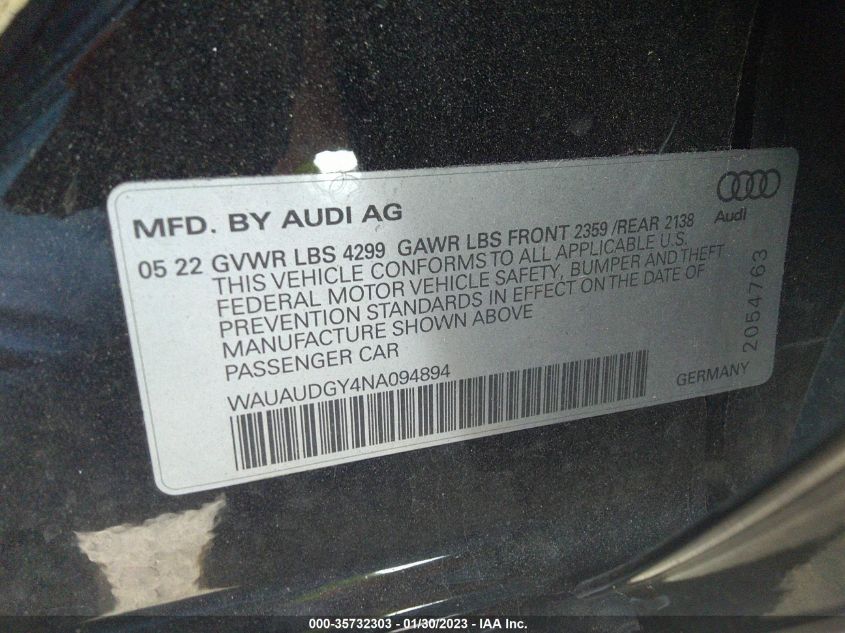 MFD. BY AUDI AG
Audi
05 22 GVWR LBS 4299 GAWR LBS FRONT 2359 /REAR 2138
THIS VEHICLE CONFORMS TO ALL APPLICABLE U.S.
FEDERAL MOTOR VEHICLE SAFETY, BUMPER AND THEFT
PREVENTION STANDARDS IN EFFECT ON THE DATE OF
MANUFACTURE SHOWN ABOVE
PASSENGER CAR
2054763
WAUAUDGY4NA094894
GERMANY
000-35732303 - 01/30/2023 - IAA Inc.